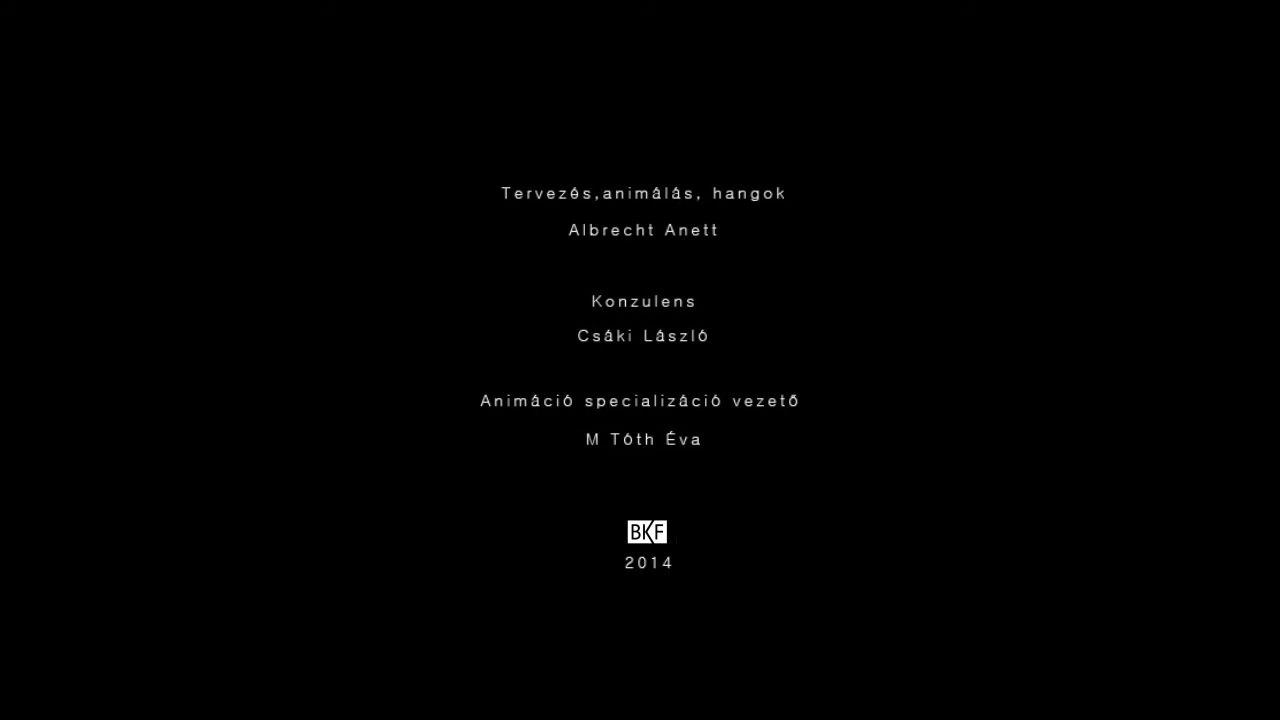 Tervezés,animálás, hangok
Albrecht Anett
Konzulens
Csáki László
Animáció specializáció vezető
M Tóth Éva
BKF
2014